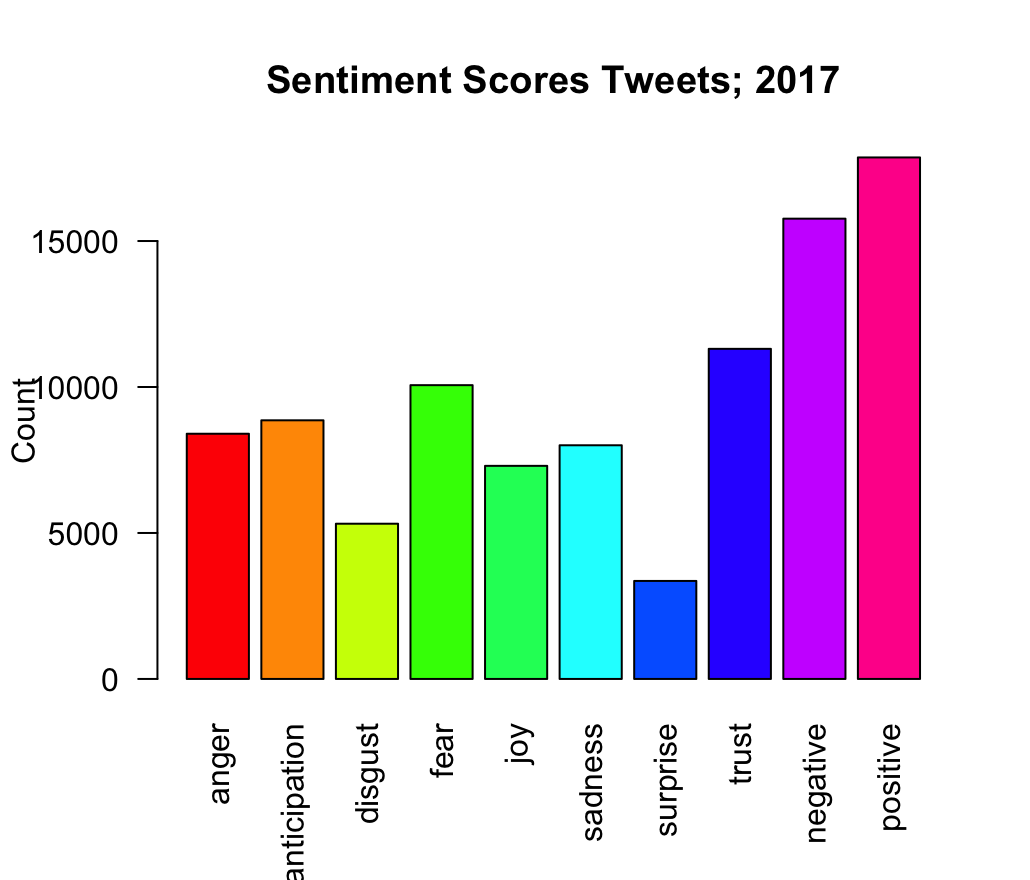 Sentiment Scores Tweets; 2017
Count
15000
10000
5000
0
anger
anticipation
disgust
fear
joy
sadness
surprise
trust
negative
positive